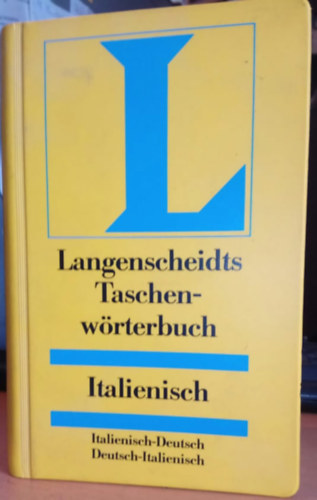 L
Langenscheidts
Taschen-
wörterbuch
Italienisch
Italienisch-Deutsch
Deutsch-Italienisch